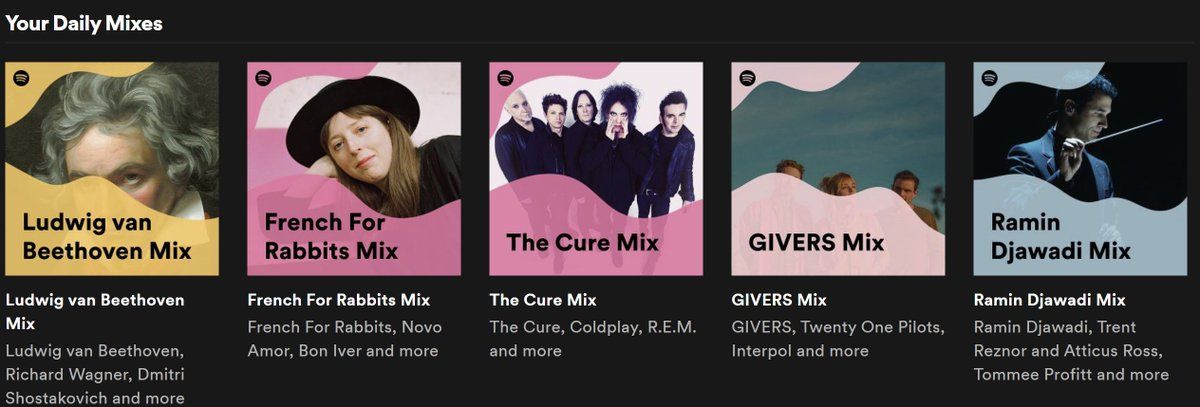 Your Daily Mixes
Ludwig van
Beethoven Mix
Ludwig van Beethoven
Mix
Ludwig van Beethoven,
Richard Wagner, Dmitri
Shostakovich and more
French For
Rabbits Mix
French For Rabbits Mix
French For Rabbits, Novo
Amor, Bon Iver and more
The Cure Mix
The Cure Mix
The Cure, Coldplay, R.E.M.
and more
GIVERS Mix
GIVERS Mix
GIVERS, Twenty One Pilots,
Interpol and more
Ramin
Djawadi Mix
Ramin Djawadi Mix
Ramin Djawadi, Trent
Reznor and Atticus Ross,
Tommee Profitt and more